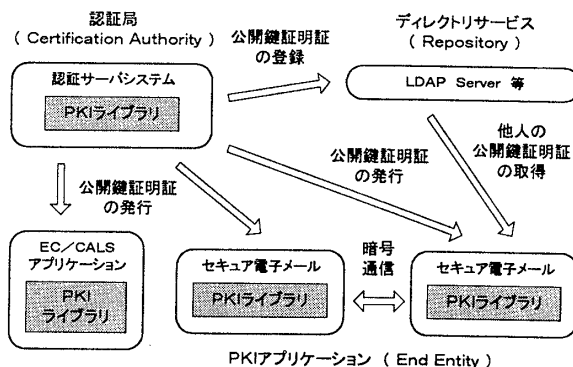 認証局
( Certification Authority )
ディレクトリサービス
( Repository )
公開鍵証明証
の登録
認証サーバシステム
PKIライブラリ
LDAP Server 等
他人の
公開鍵証明証
の取得
公開鍵証明証
の発行
公開鍵証明証
の発行
EC/CALS
アプリケーション
PKI
ライブラリ
セキュア電子メール
PKIライブラリ
暗号
通信
セキュア電子メール
PKIライブラリ
PKIアプリケーション ( End Entity )